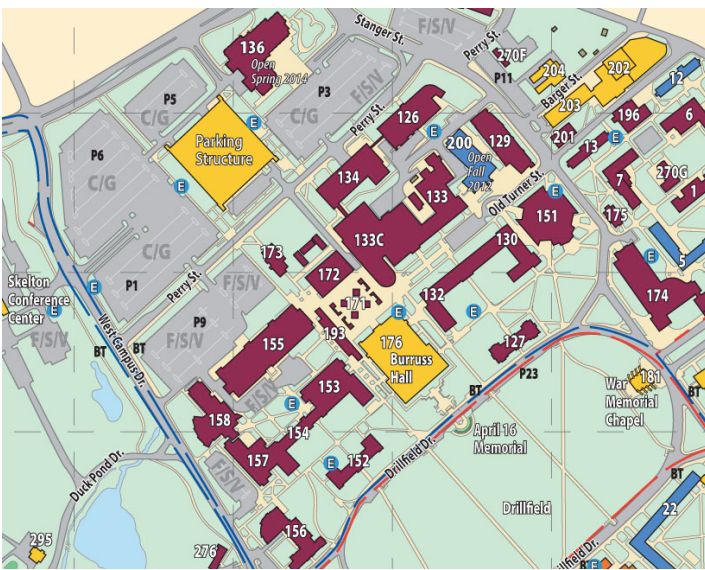 Stanger St.
F/S/V
Perry St.
270F
136
Open
Spring 2014
P11
204
202
Barger St.
12
P3
F/S/V
P5
C/G
203
196
6
Perry St.
126
E
200
129
201
E
13
Parking
Structure
E
Open
Fall
2012
P6
C/G
134
133
7
270G
1
E
Old Turner St.
E
151
175
133C
130
C/G
173
172
E
5
P1
Perry St.
F/S/V
E
174
Skelton
Conference
Center
E
F/S/V
West Campus Dr.
132
171
E
E
P9
F/S/V
193
BT
BT
155
176
Burruss
Hall
127
P23
BT
War
Memorial
Chapel
181
BT
153
F/S/V
E
158
154
April 16
Memorial
157
E
152
Drillfield Dr.
Duck Pond Dr.
F/S/V
BT
Drillfield
22
156
295
276
Drillfield Dr.
E